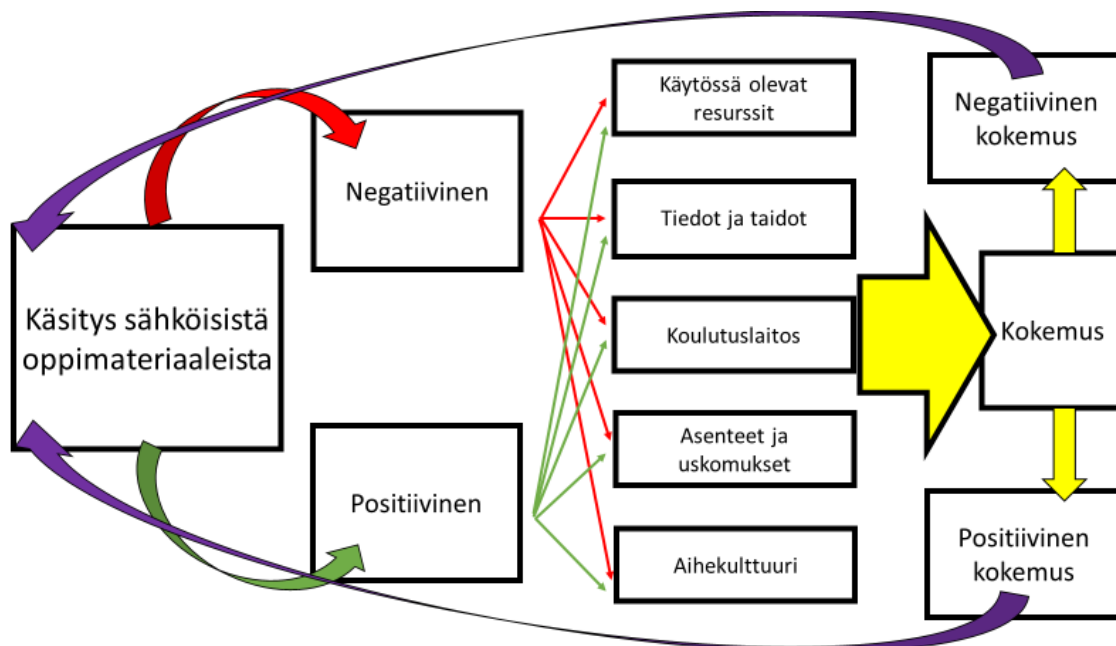 Käsitys sähköisistä
oppimateriaaleista
Negatiivinen
Positiivinen
Käytössä olevat
resurssit
Tiedot ja taidot
Koulutuslaitos
Asenteet ja
uskomukset
Aihekulttuuri
Negatiivinen
kokemus
Kokemus
Positiivinen
kokemus